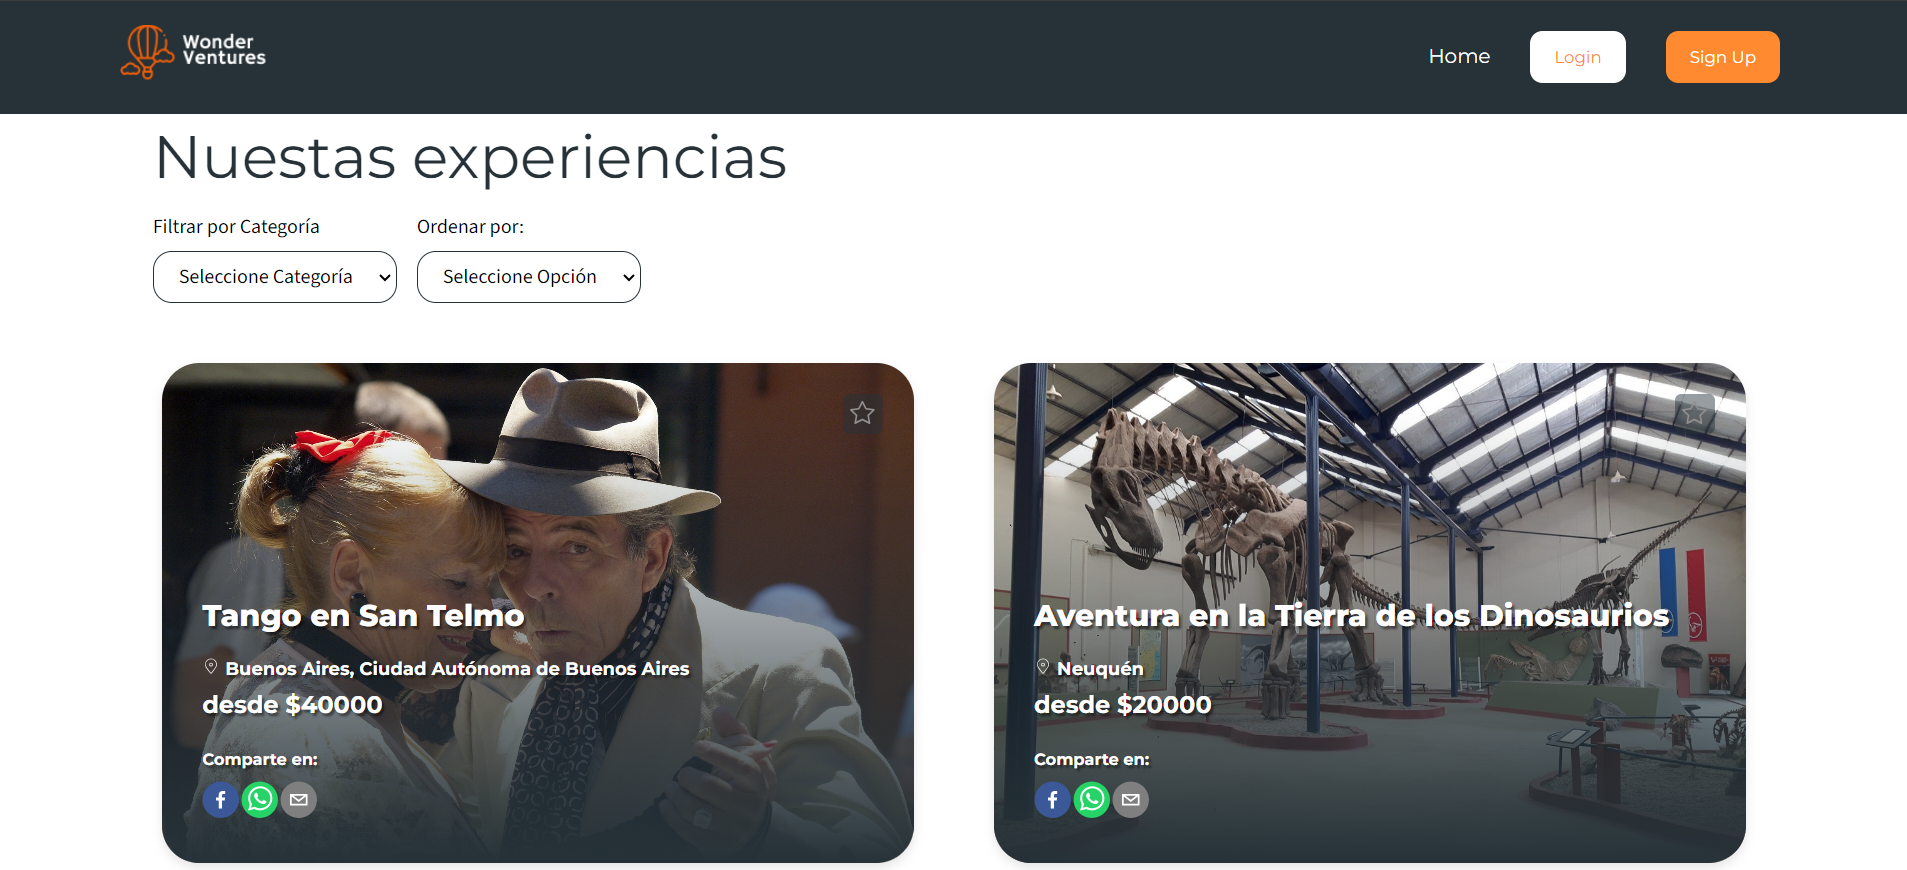 Wonder
Ventures
Home
Login
Sign Up
Nuestas experiencias
Filtrar por Categoría
Ordenar por:
Seleccione Categoría
Seleccione Opción
Tango en San Telmo
Buenos Aires, Ciudad Autónoma de Buenos Aires
desde $40000
Comparte en:
Aventura en la Tierra de los Dinosaurios
Neuquén
desde $20000
Comparte en: